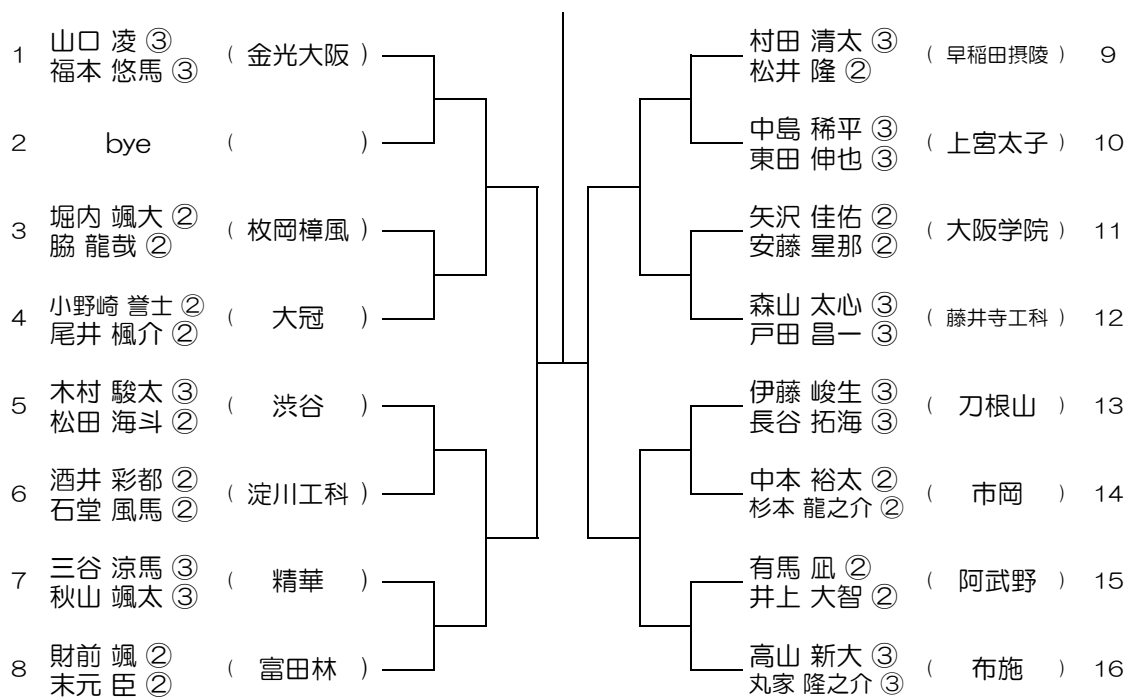 1 山口 凌 ③ ( 金光大阪 )
福本 悠馬 ③
2 bye ( )
3 堀内 颯大 ② ( 枚岡樟風 )
脇 龍哉 ②
4 小野崎 誉士 ② ( 大冠 )
尾井 楓介 ②
5 木村 駿太 ③ ( 渋谷 )
松田 海斗 ②
6 酒井 彩都 ② ( 淀川工科 )
石堂 風馬 ②
7 三谷 涼馬 ③ ( 精華 )
秋山 颯太 ③
8 財前 颯 ② ( 富田林 )
末元 臣 ②
村田 清太 ③ ( 早稲田摂陵 ) 9
松井 隆 ②
中島 稀平 ③ ( 上宮太子 ) 10
東田 伸也 ③
矢沢 佳佑 ② ( 大阪学院 ) 11
安藤 星那 ②
森山 太心 ③ ( 藤井寺工科 ) 12
戸田 昌一 ③
伊藤 峻生 ③ ( 刀根山 ) 13
長谷 拓海 ③
中本 裕太 ② ( 市岡 ) 14
杉本 龍之介 ②
有馬 凪 ② ( 阿武野 ) 15
井上 大智 ②
高山 新大 ③ ( 布施 ) 16
丸家 隆之介 ③